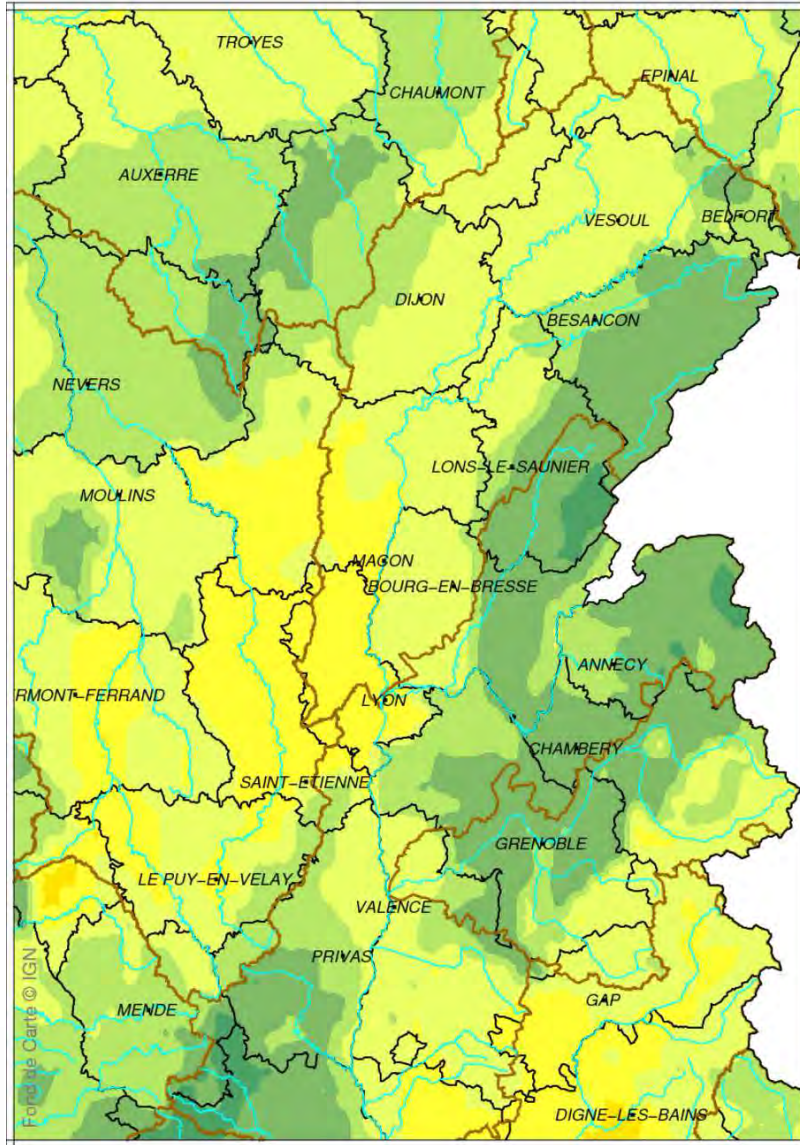 TROYES
EPINAL
CHAUMONT
AUXERRE
BELFORT
VESOUL
DIJON
BESANCON
NEVERS
LONS-LE-SAUNIER
MOULINS
MACON
BOURG-EN-BRESSE
ANNECY
RMONT-FERRAND
LYON
CHAMBERY
SAINT-ETIENNE
GRENOBLE
LE PUY-EN-VELAY
VALENCE
PRIVAS
GAP
MENDE
DIGNE-LES-BAINS
Fond de Carte © IGN